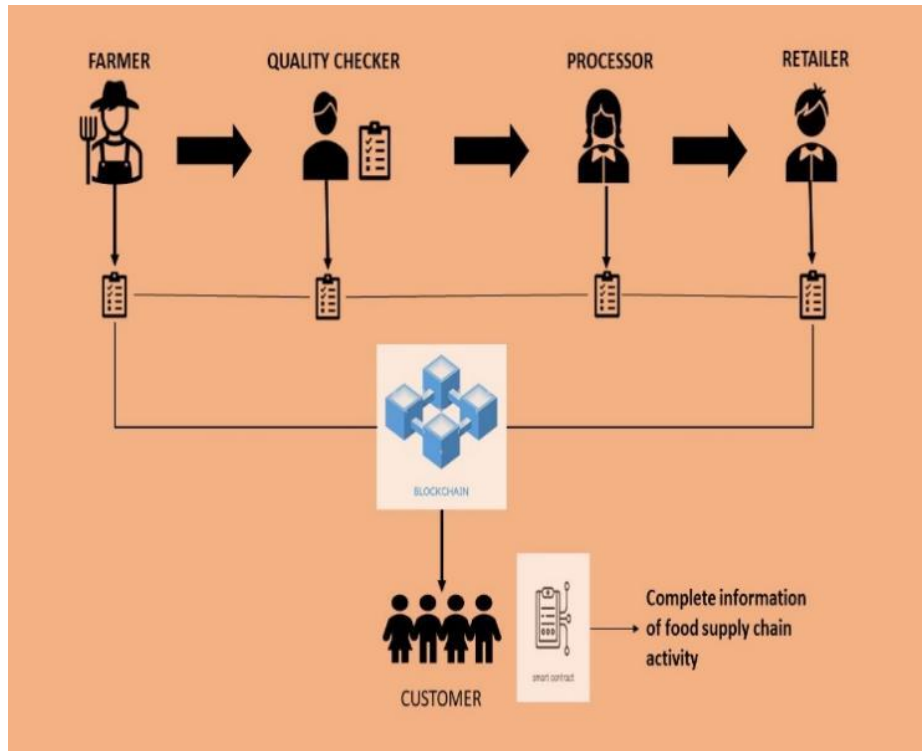 FARMER
QUALITY CHECKER
PROCESSOR
RETAILER
BLOCKCHAIN
CUSTOMER
smart contract
Complete information
of food supply chain
activity